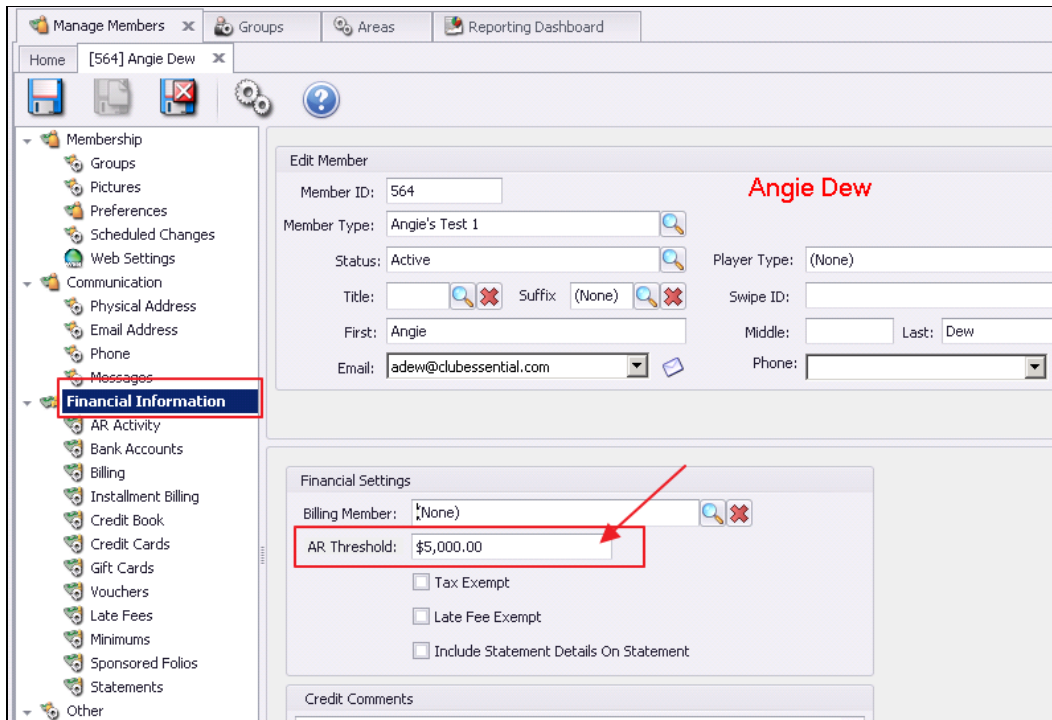 Manage Members
Groups
Areas
Reporting Dashboard
Home
[564] Angie Dew
Membership
Groups
Pictures
Preferences
Scheduled Changes
Web Settings
Communication
Physical Address
Email Address
Phone
Messages
Financial Information
AR Activity
Bank Accounts
Billing
Installment Billing
Credit Book
Credit Cards
Gift Cards
Vouchers
Late Fees
Minimums
Sponsored Folios
Statements
Other
Edit Member
Member ID: 564
Angie Dew
Member Type: Angie's Test 1
Status: Active
Player Type: (None)
Title: Suffix (None)
Swipe ID:
First: Angie
Middle: Last: Dew
Email: adew@clubessential.com
Phone:
Financial Settings
Billing Member: (None)
AR Threshold: $5,000.00
Tax Exempt
Late Fee Exempt
Include Statement Details On Statement
Credit Comments